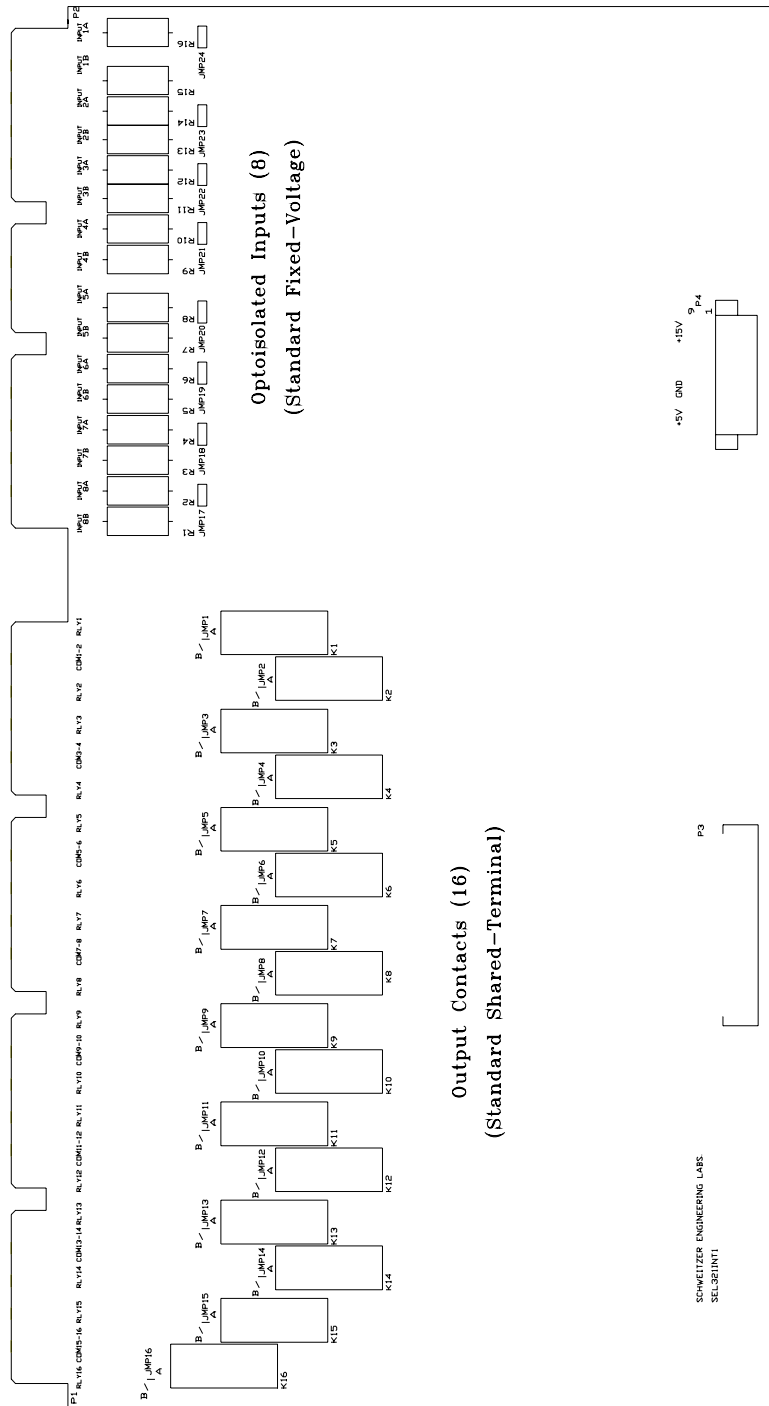 P1
P2
RLY16 COM15-16 RLY15
RLY14 COM13-14 RLY13
RLY12 COM11-12 RLY11
RLY10 COM9-10 RLY9
RLY8 COM7-8 RLY7
RLY6 COM5-6 RLY5
RLY4 COM3-4 RLY3
RLY2 COM1-2 RLY1
INPUT 8B
INPUT 8A
INPUT 7B
INPUT 7A
INPUT 6B
INPUT 6A
INPUT 5B
INPUT 5A
INPUT 4B
INPUT 4A
INPUT 3B
INPUT 3A
INPUT 2B
INPUT 2A
INPUT 1B
INPUT 1A
R1
R2
R3
R4
R5
R6
R7
R8
R9
R10
R11
R12
R13
R14
R15
R16
JMP17
JMP18
JMP19
JMP20
JMP21
JMP22
JMP23
JMP24
B JMP16 A
K16
B JMP15 A
K15
B JMP14 A
K14
B JMP13 A
K13
B JMP12 A
K12
B JMP11 A
K11
B JMP10 A
K10
B JMP9 A
K9
B JMP8 A
K8
B JMP7 A
K7
B JMP6 A
K6
B JMP5 A
K5
B JMP4 A
K4
B JMP3 A
K3
B JMP2 A
K2
B JMP1 A
K1
Optoisolated Inputs (8)
(Standard Fixed-Voltage)
Output Contacts (16)
(Standard Shared-Terminal)
+5V GND +15V
9 P4
1
P3
SCHWEITZER ENGINEERING LABS.
SEL321INT1